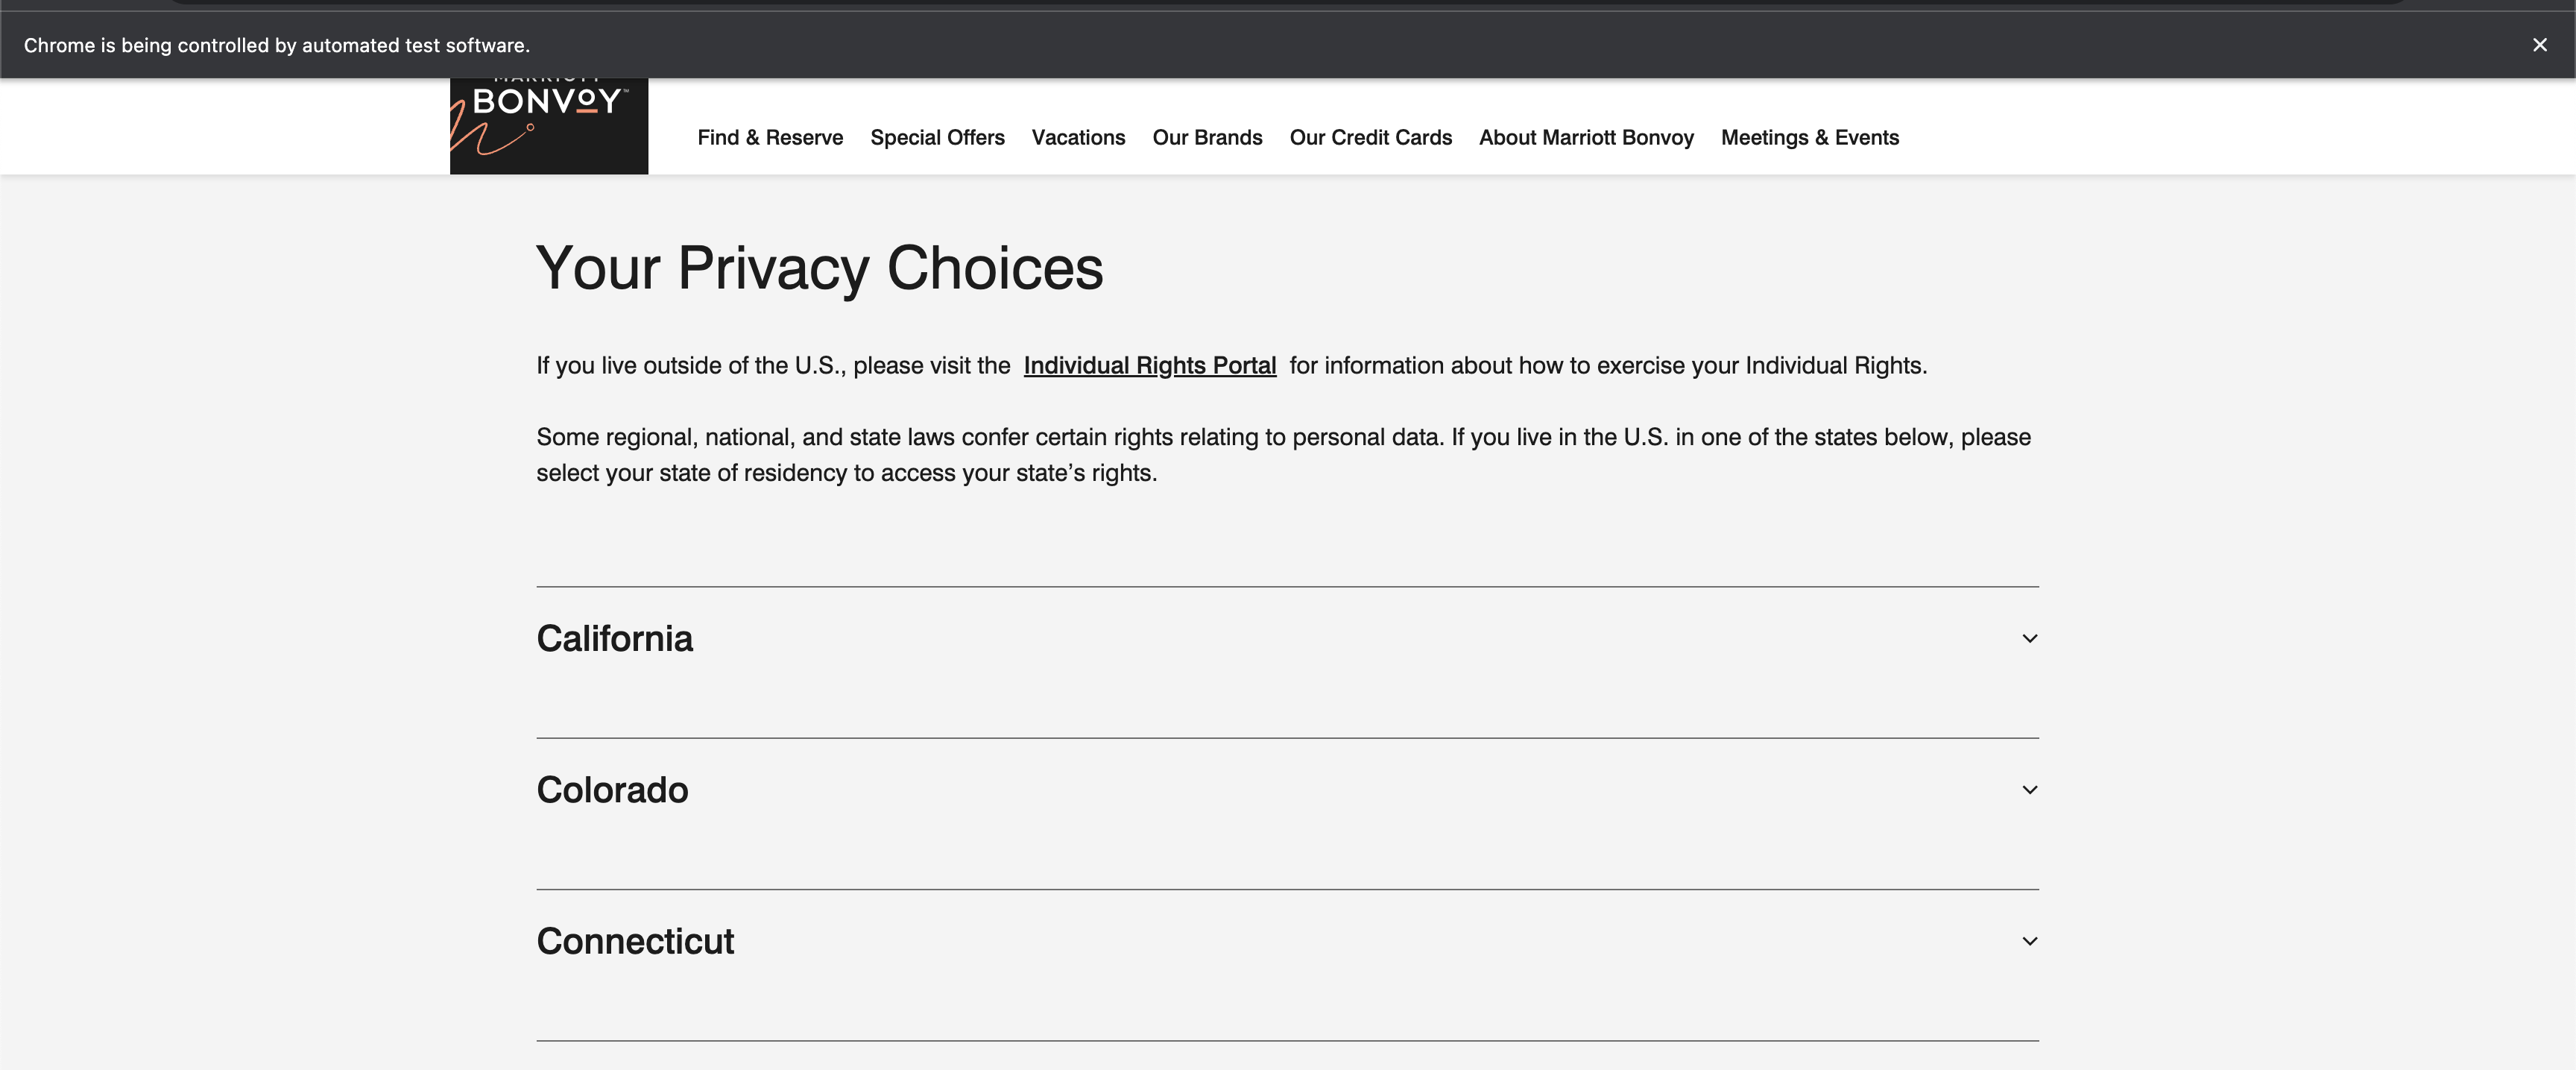 Chrome is being controlled by automated test software.
BONVOY™
Find & Reserve Special Offers Vacations Our Brands Our Credit Cards About Marriott Bonvoy Meetings & Events
Your Privacy Choices
If you live outside of the U.S., please visit the Individual Rights Portal for information about how to exercise your Individual Rights.
Some regional, national, and state laws confer certain rights relating to personal data. If you live in the U.S. in one of the states below, please
select your state of residency to access your state’s rights.
California
Colorado
Connecticut